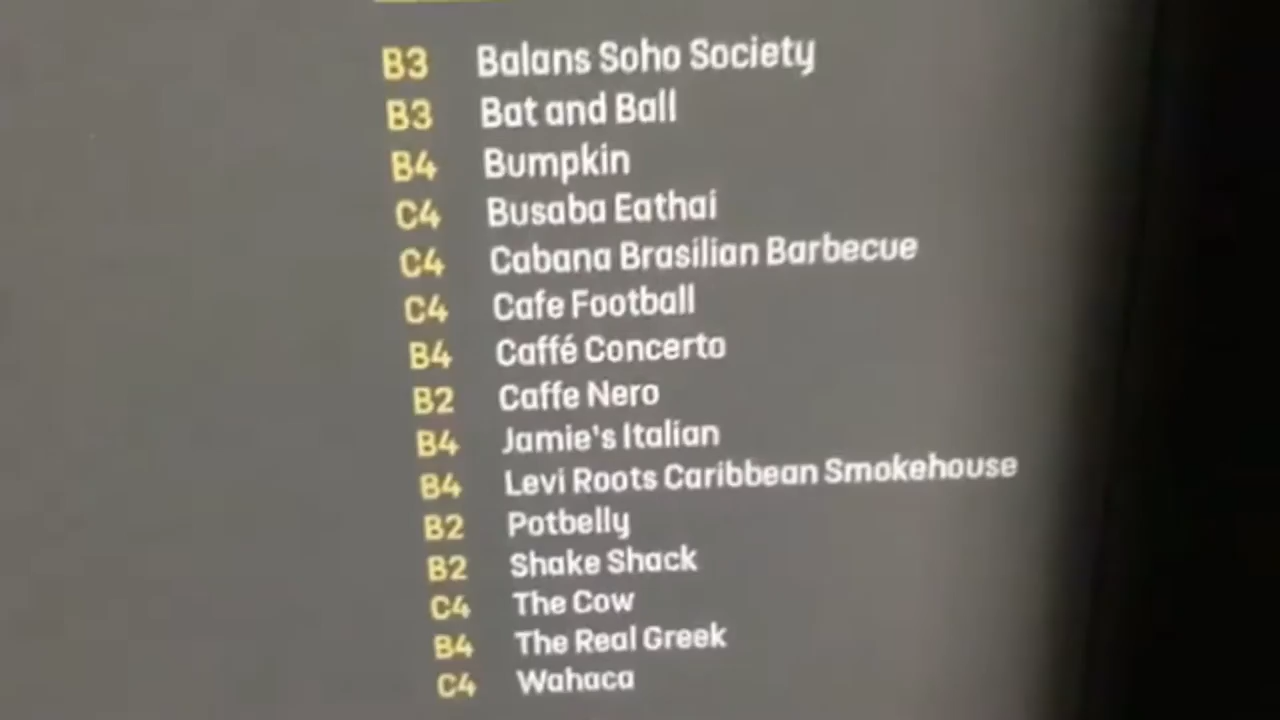 B3 Balans Soho Society
B3 Bat and Ball
B4 Bumpkin
C4 Busaba Eathai
C4 Cabana Brasilian Barbecue
C4 Cafe Football
B4 Caffé Concerto
B2 Caffe Nero
B4 Jamie's Italian
B4 Levi Roots Caribbean Smokehouse
B2 Potbelly
B2 Shake Shack
C4 The Cow
B4 The Real Greek
C4 Wahaca